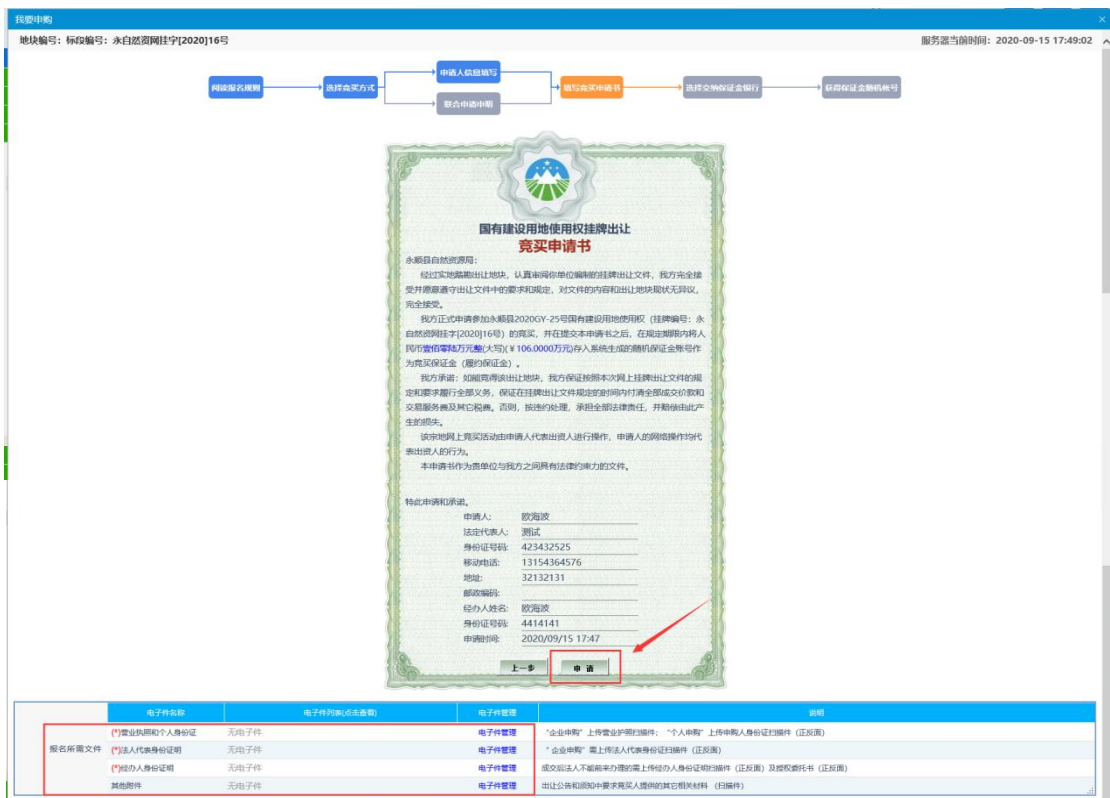 我要申购
×
地块编号：标段编号：永自然资网挂字[2020]16号
服务器当前时间：2020-09-15 17:49:02
阅读报名规则
选择竞买方式
申请人信息填写
联合申请申明
填写竞买申请书
选择交纳保证金银行
获得保证金随机帐号
国有建设用地使用权挂牌出让
竞买申请书
永顺县自然资源局：
经过实地踏勘出让地块，认真审阅你单位编制的挂牌出让文件，我方完全接
受并愿意遵守出让文件中的要求和规定，对文件的内容和出让地块现状无异议，
完全接受。
我方正式申请参加永顺县2020GY-25号国有建设用地使用权（挂牌编号：永
自然资网挂字[2020]16号）的竞买，并在提交本申请书之后，在规定期限内将人
民币壹佰零陆万元整(大写)(￥106.0000万元)存入系统生成的随机保证金账号作
为竞买保证金（履约保证金）。
我方承诺：如能竞得该出让地块，我方保证按照本次网上挂牌出让文件的规
定和要求履行全部义务，保证在挂牌出让文件规定的时间内付清全部成交价款和
交易服务费及其它税费。否则，按违约处理，承担全部法律责任，并赔偿由此产
生的损失。
该宗地网上竞买活动由申请人代表出资人进行操作，申请人的网络操作均代
表出资人的行为。
本申请书作为贵单位与我方之间具有法律约束力的文件。
特此申请和承诺。
申请人: 欧海波
法定代表人: 测试
身份证号码: 423432525
移动电话: 13154364576
地址: 32132131
邮政编码:
经办人姓名: 欧海波
身份证号码: 4414141
申请时间: 2020/09/15 17:47
上一步 申 请
电子件名称 电子件列表(点击查看) 电子件管理 说明
报名所需文件
(*)营业执照和个人身份证 无电子件 电子件管理 “企业申购”上传营业护照扫描件；“个人申购”上传申购人身份证扫描件（正反面）
(*)法人代表身份证明 无电子件 电子件管理 “企业申购”需上传法人代表身份证扫描件（正反面）
(*)经办人身份证明 无电子件 电子件管理 成交后法人不能前来办理的需上传经办人身份证明扫描件（正反面）及授权委托书（正反面）
其他附件 无电子件 电子件管理 出让公告和须知中要求竞买人提供的其它相关材料 （扫描件）